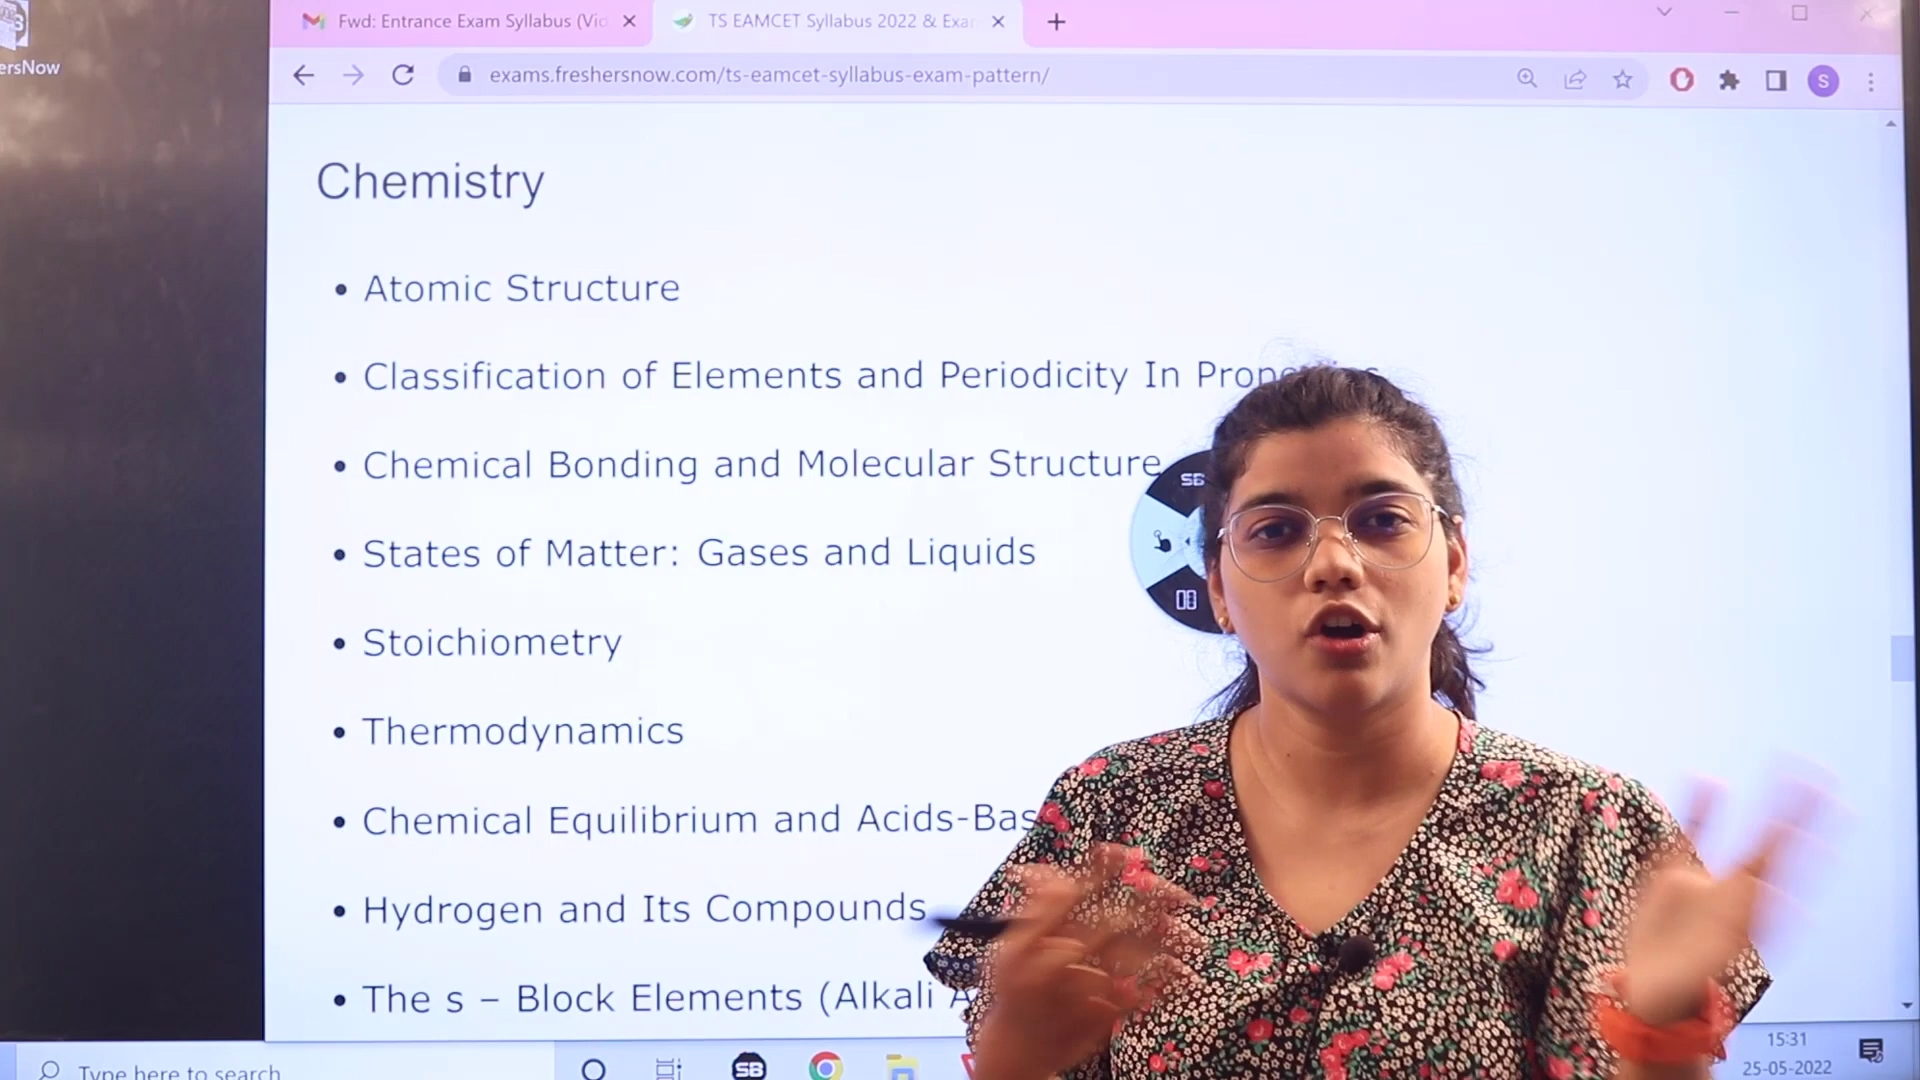 ersNow
Fwd: Entrance Exam Syllabus (Vid
TS EAMCET Syllabus 2022 & Exam
exams.freshersnow.com/ts-eamcet-syllabus-exam-pattern/
S
Chemistry
• Atomic Structure
• Classification of Elements and Periodicity In
• Chemical Bonding and Molecular Structure
• States of Matter: Gases and Liquids
• Stoichiometry
• Thermodynamics
• Chemical Equilibrium and Acids-Bas
• Hydrogen and Its Compounds
• The s – Block Elements (Alkali A
SB
Type here to search
SB
15:31
25-05-2022